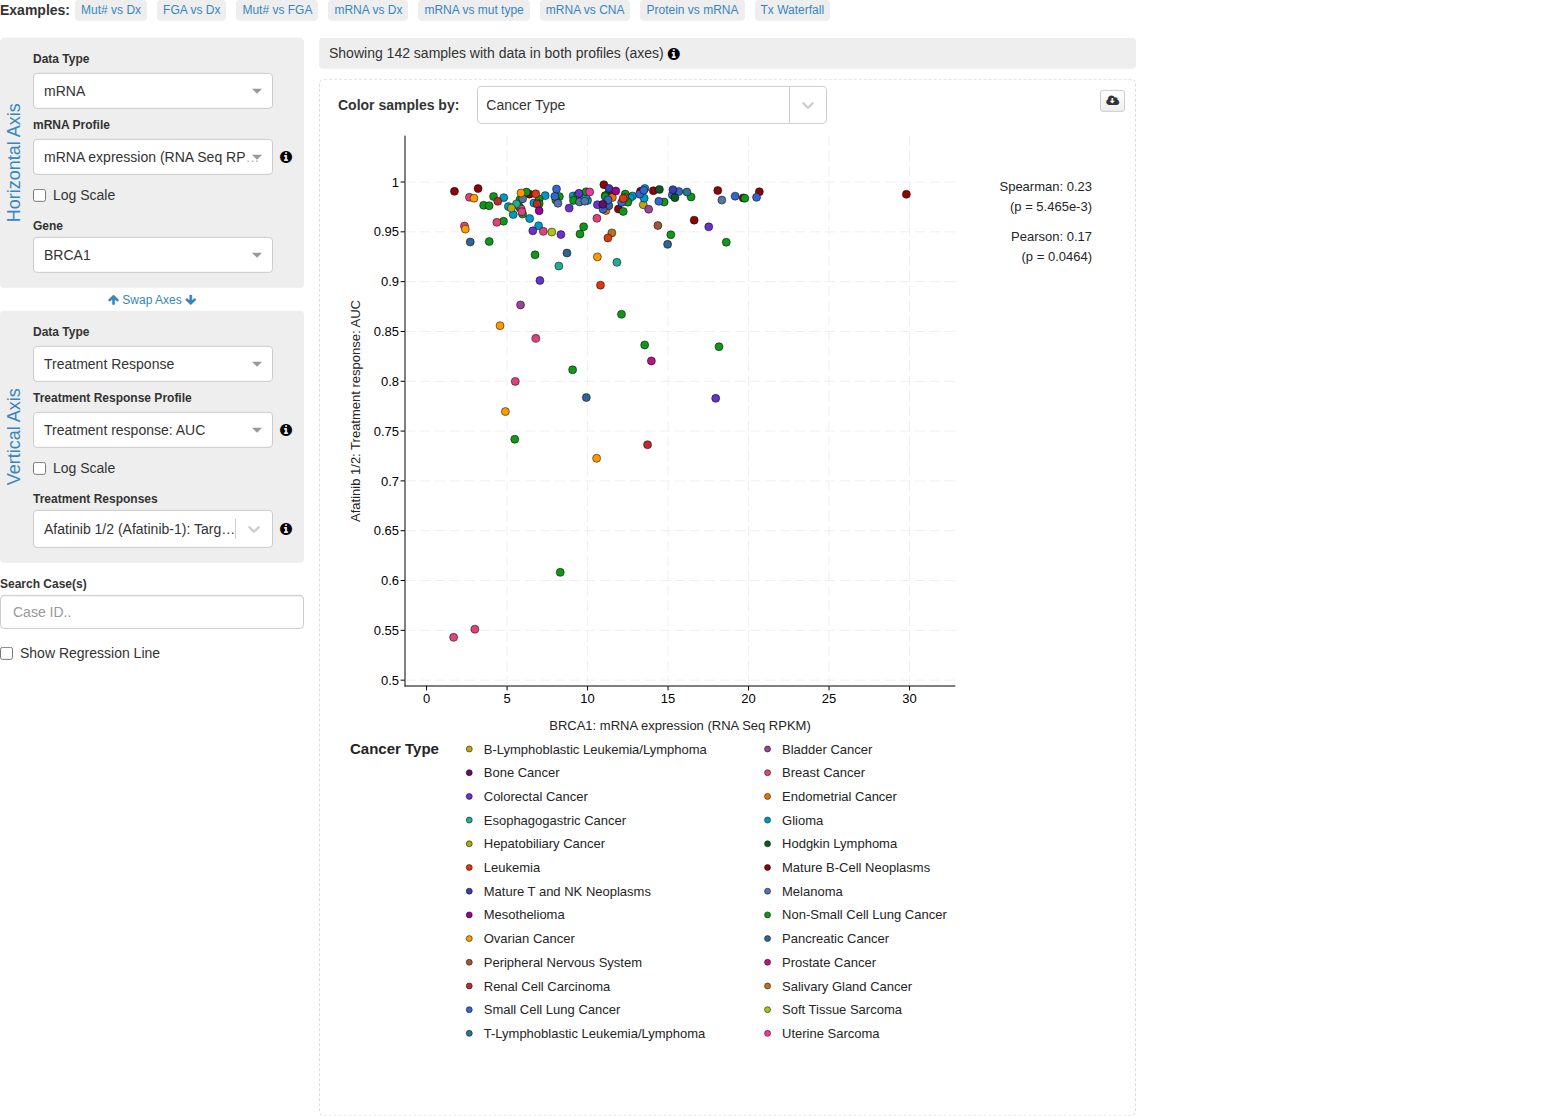 Examples: Mut# vs Dx FGA vs Dx Mut# vs FGA mRNA vs Dx mRNA vs mut type mRNA vs CNA Protein vs mRNA Tx Waterfall
Horizontal Axis
Data Type
mRNA
mRNA Profile
mRNA expression (RNA Seq RP...
Log Scale
Gene
BRCA1
Swap Axes
Vertical Axis
Data Type
Treatment Response
Treatment Response Profile
Treatment response: AUC
Log Scale
Treatment Responses
Afatinib 1/2 (Afatinib-1): Targ...
Search Case(s)
Case ID..
Show Regression Line
Showing 142 samples with data in both profiles (axes)
Color samples by: Cancer Type
Spearman: 0.23
(p = 5.465e-3)
Pearson: 0.17
(p = 0.0464)
Afatinib 1/2: Treatment response: AUC
1
0.95
0.9
0.85
0.8
0.75
0.7
0.65
0.6
0.55
0.5
0 5 10 15 20 25 30
BRCA1: mRNA expression (RNA Seq RPKM)
Cancer Type
B-Lymphoblastic Leukemia/Lymphoma Bladder Cancer
Bone Cancer Breast Cancer
Colorectal Cancer Endometrial Cancer
Esophagogastric Cancer Glioma
Hepatobiliary Cancer Hodgkin Lymphoma
Leukemia Mature B-Cell Neoplasms
Mature T and NK Neoplasms Melanoma
Mesothelioma Non-Small Cell Lung Cancer
Ovarian Cancer Pancreatic Cancer
Peripheral Nervous System Prostate Cancer
Renal Cell Carcinoma Salivary Gland Cancer
Small Cell Lung Cancer Soft Tissue Sarcoma
T-Lymphoblastic Leukemia/Lymphoma Uterine Sarcoma